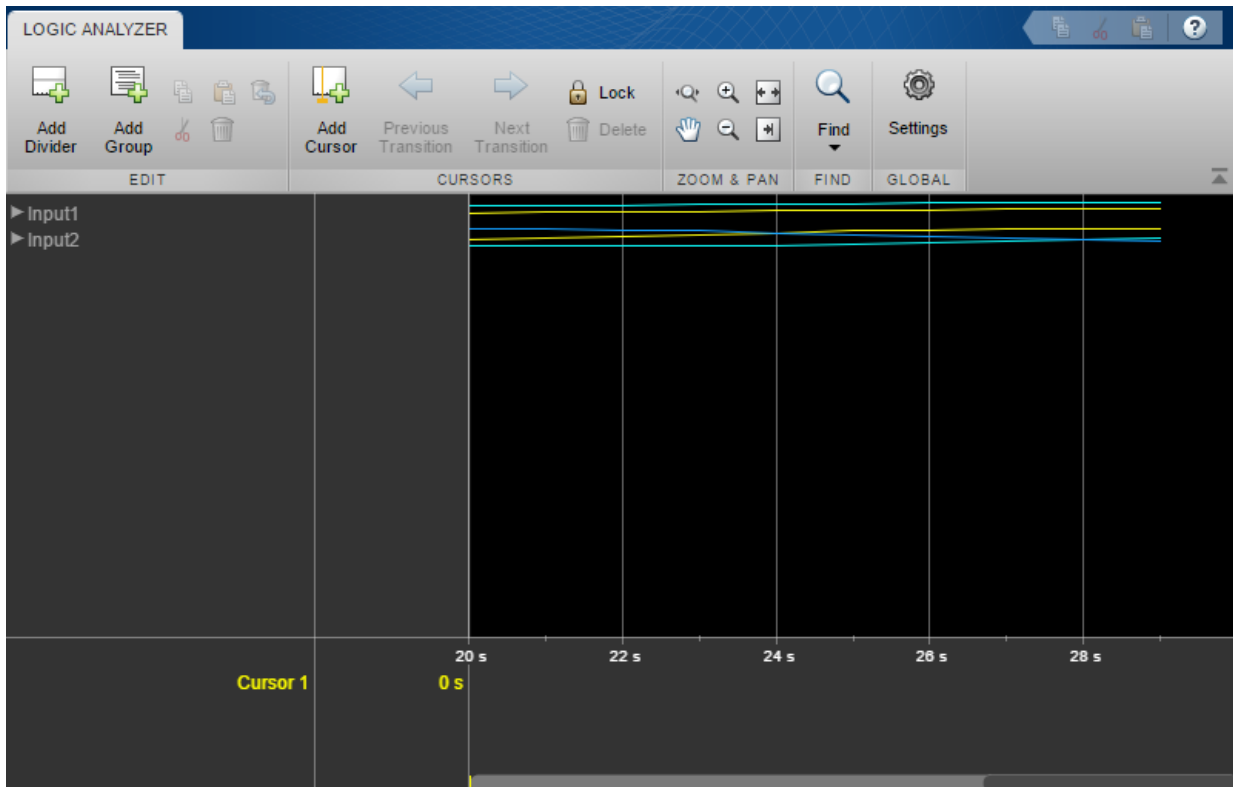 LOGIC ANALYZER
?
Add Divider
Add Group
Add Cursor
Previous Transition
Next Transition
Lock
Delete
Find
Settings
EDIT
CURSORS
ZOOM & PAN
FIND
GLOBAL
Input1
Input2
20 s
22 s
24 s
26 s
28 s
Cursor 1
0 s